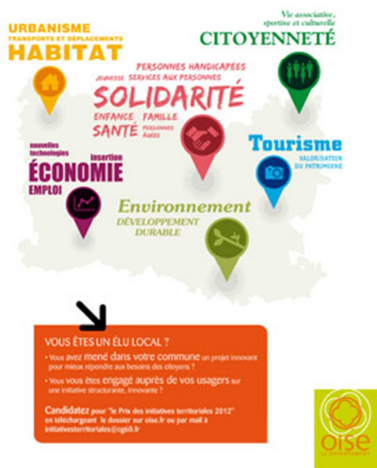 URBANISME
TRANSPORTS ET DÉPLACEMENTS
HABITAT
Vie associative,
sportive et culturelle
CITOYENNETÉ
PERSONNES HANDICAPÉES
JEUNESSE SERVICES AUX PERSONNES
SOLIDARITÉ
ENFANCE FAMILLE
SANTÉ PERSONNES
ÂGÉES
nouvelles
technologies
insertion
ÉCONOMIE
EMPLOI
Tourisme
VALORISATION
DU PATRIMOINE
Environnement
DÉVELOPPEMENT
DURABLE
VOUS ÊTES UN ÉLU LOCAL ?
• Vous avez mené dans votre commune un projet innovant
pour mieux répondre aux besoins des citoyens ?
• Vous vous êtes engagé auprès de vos usagers sur
une initiative structurante, innovante ?
Candidatez pour "le Prix des initiatives territoriales 2012"
en téléchargeant le dossier sur oise.fr ou par mail à
initiativesterritoriales@cg60.fr
oise
LE DÉPARTEMENT